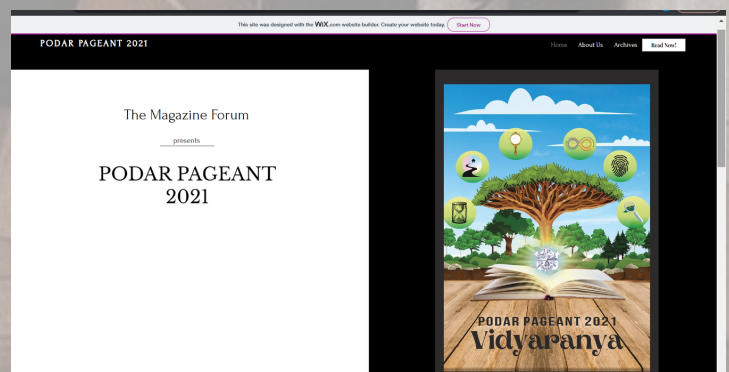 This site was designed with the WiX.com website builder. Create your website today. Start Now
PODAR PAGEANT 2021
Home About Us Archives Read Now!
The Magazine Forum
presents
PODAR PAGEANT
2021
PODAR PAGEANT 2021
Vidyaranya